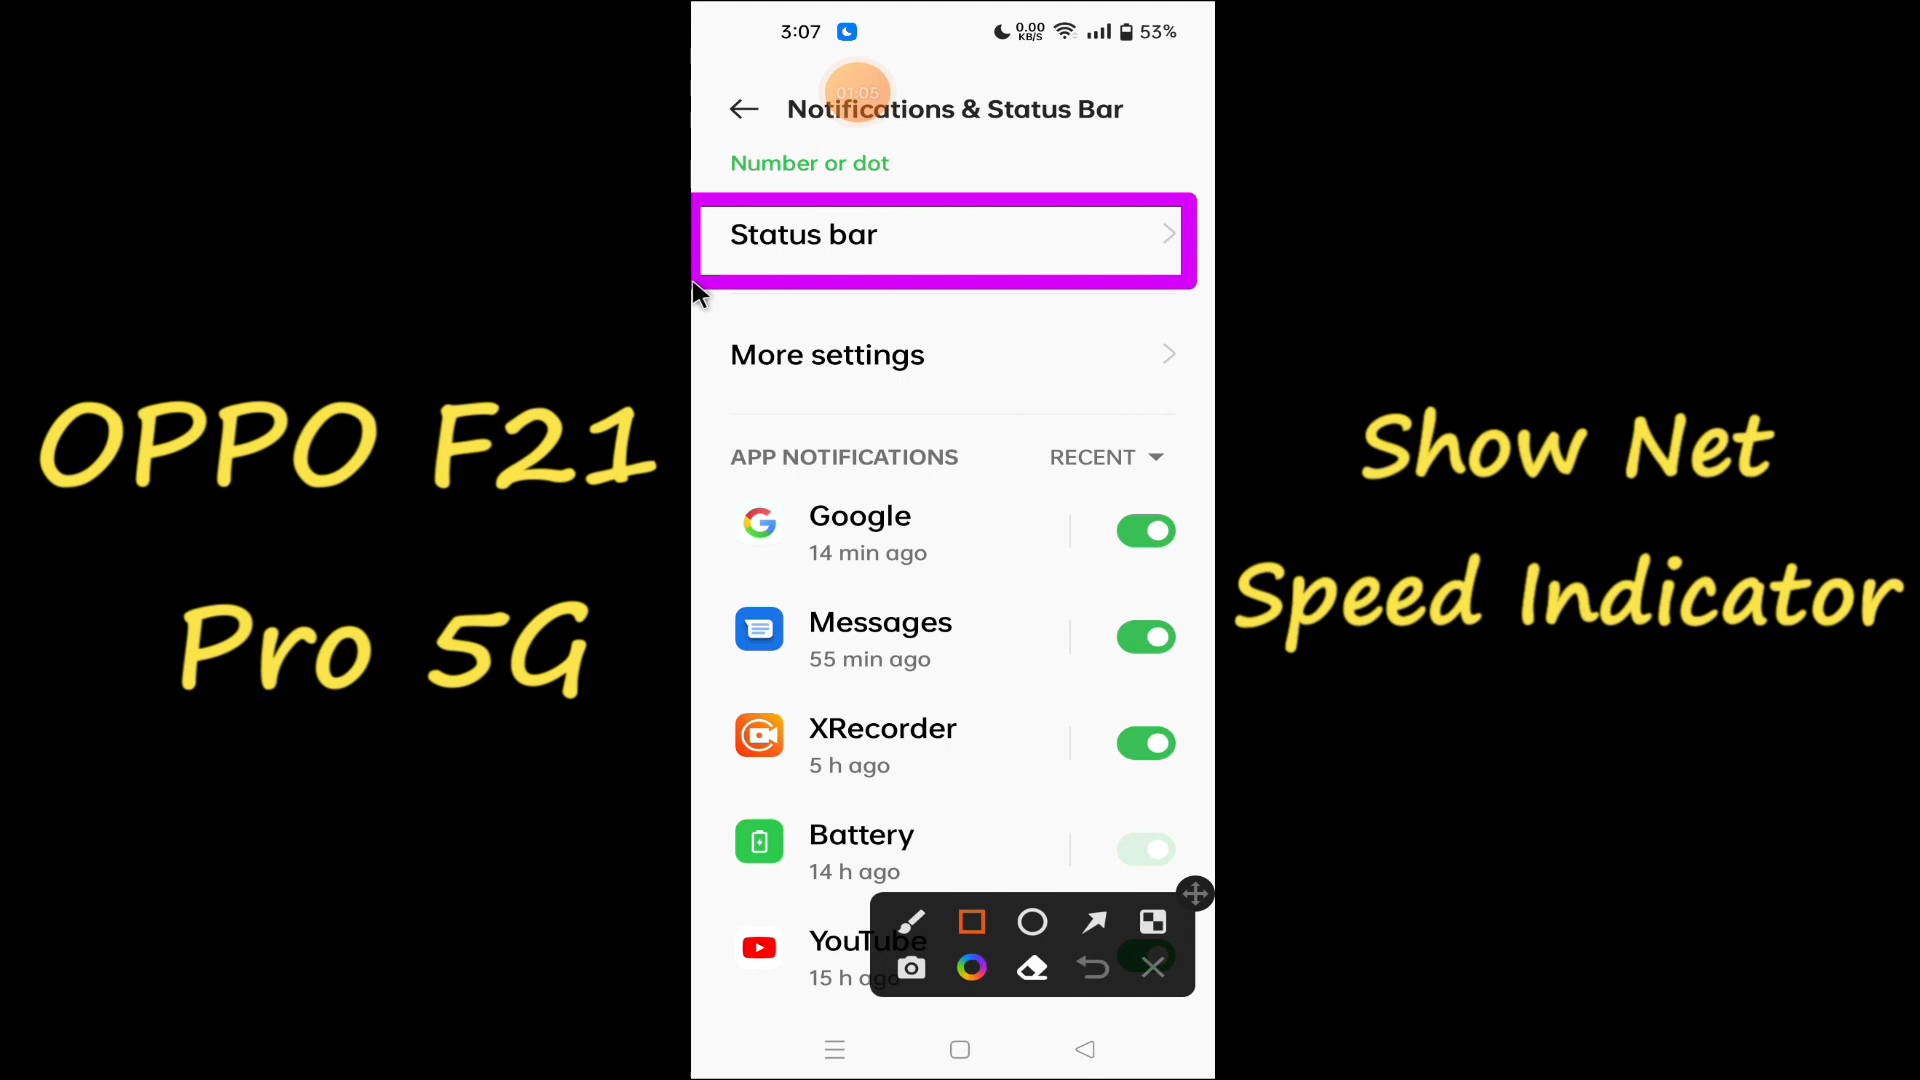 3:07
0.00
KB/S
53%
01:05
Notifications & Status Bar
Number or dot
Status bar
More settings
APP NOTIFICATIONS
RECENT
Google
14 min ago
Messages
55 min ago
XRecorder
5 h ago
Battery
14 h ago
YouTube
15 h ago
OPPO F21
Pro 5G
Show Net
Speed Indicator